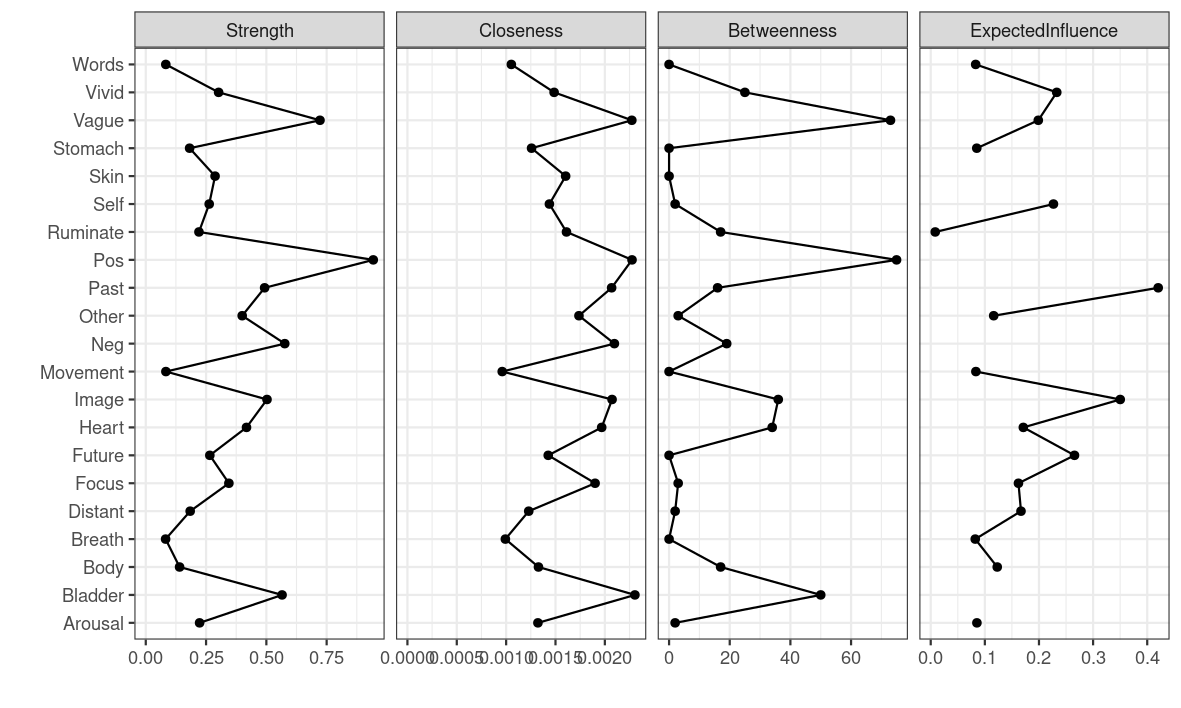 Strength Closeness Betweenness ExpectedInfluence
Words
Vivid
Vague
Stomach
Skin
Self
Ruminate
Pos
Past
Other
Neg
Movement
Image
Heart
Future
Focus
Distant
Breath
Body
Bladder
Arousal
0.00 0.25 0.50 0.75 0.0000 0.0005 0.0010 0.0015 0.0020 0 20 40 60 0.0 0.1 0.2 0.3 0.4